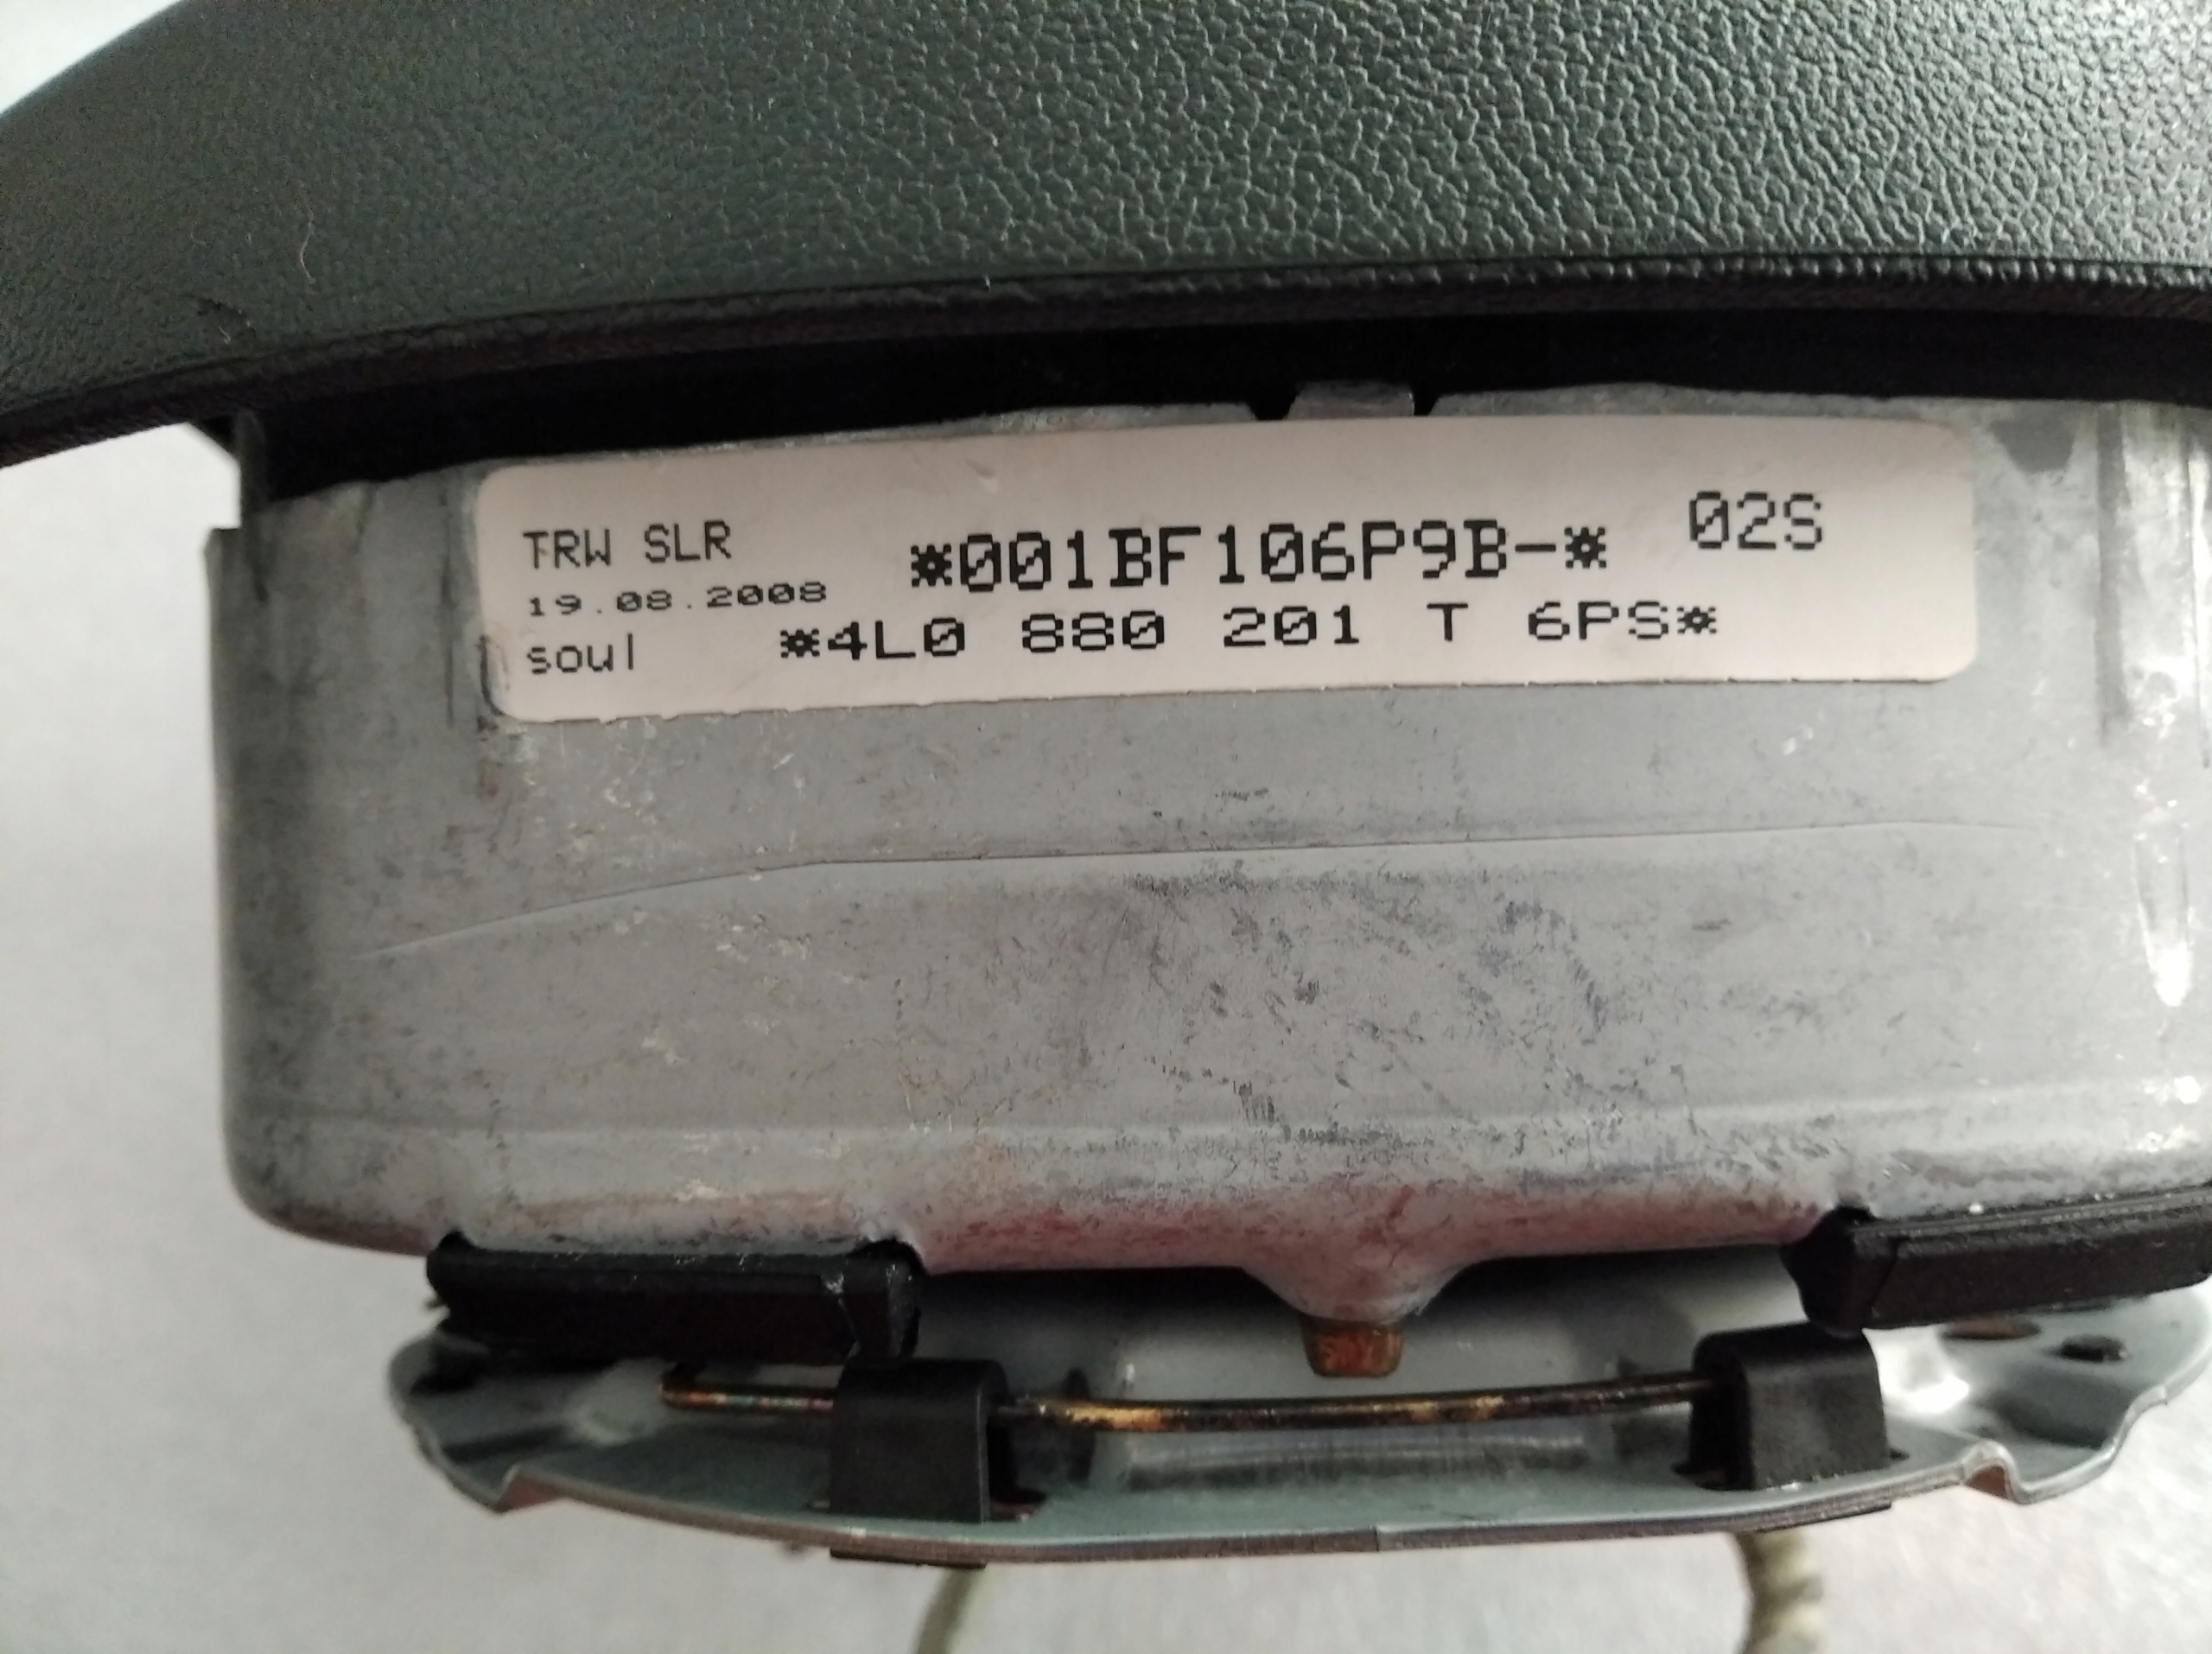 TRW SLR *001BF106P9B-* 02S
19.08.2008
soul *4L0 880 201 T 6PS*